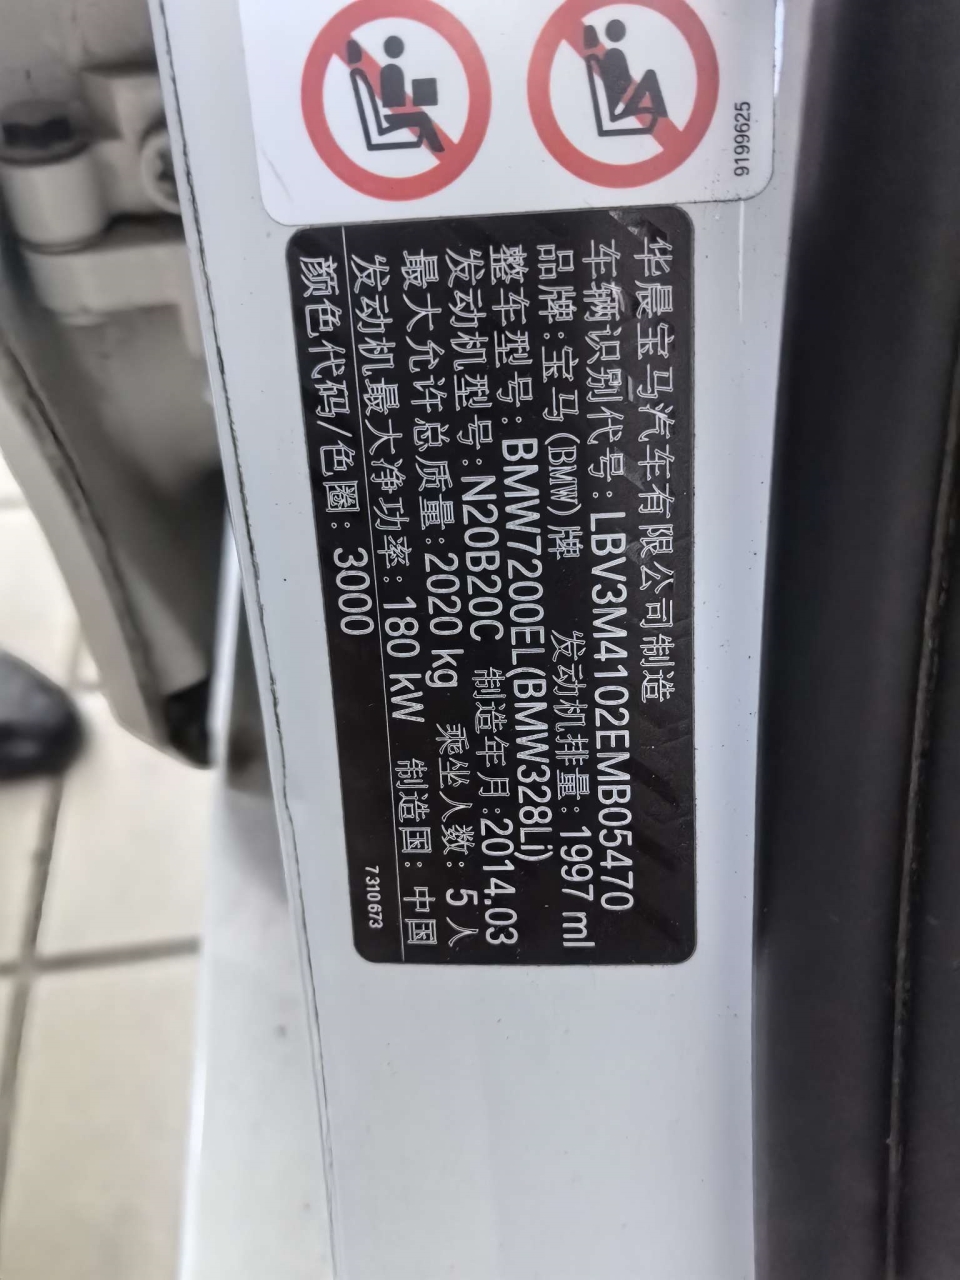 9199625
华晨宝马汽车有限公司制造
车辆识别代号:LBV3M4102EMB05470
品牌:宝马(BMW)牌 发动机排量:1997 ml
整车型号:BMW7200EL(BMW328Li)
发动机型号:N20B20C 制造年月:2014.03
最大允许总质量:2020 kg 乘坐人数:5人
发动机最大净功率:180 kW 制造国:中国
颜色代码/色圈:3000
7310673